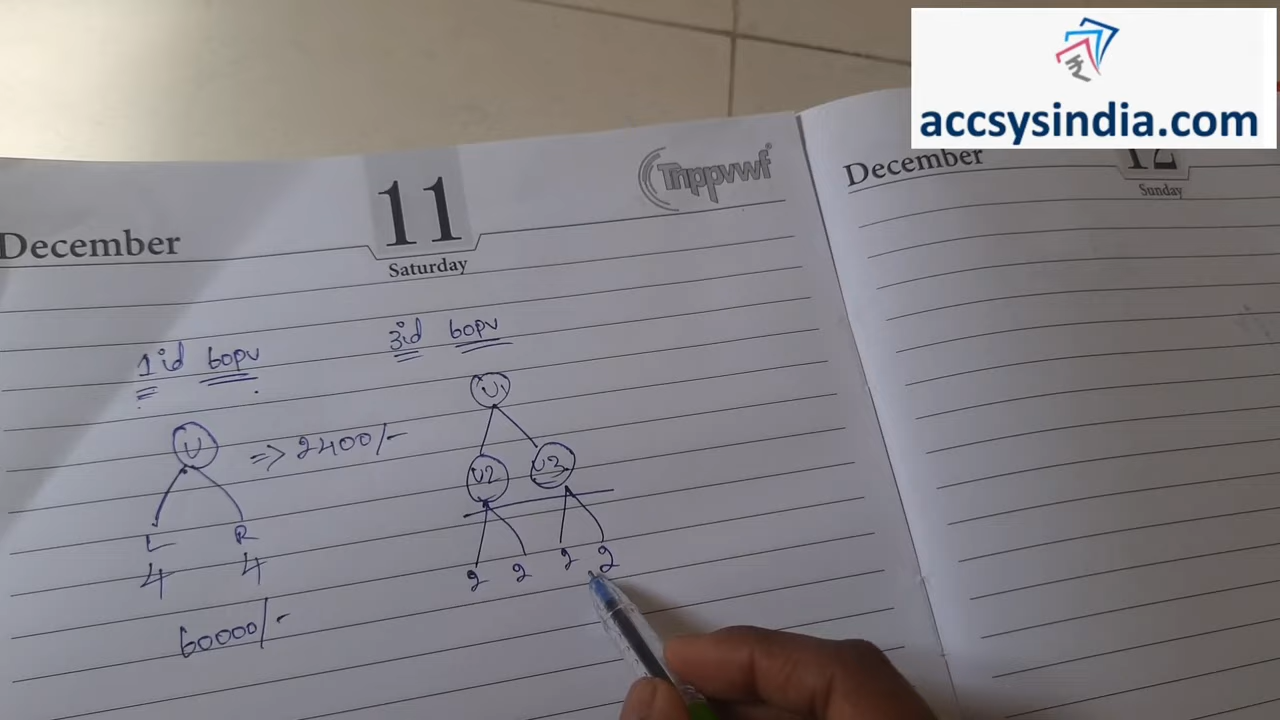 accsysindia.com
December
11
Saturday
Tnppvwf
December
12
Sunday
1id 60pv
3id 60pv
U
=> 2400/-
L R
4 4
60000/-
U1
U2 U3
2 2 2 2